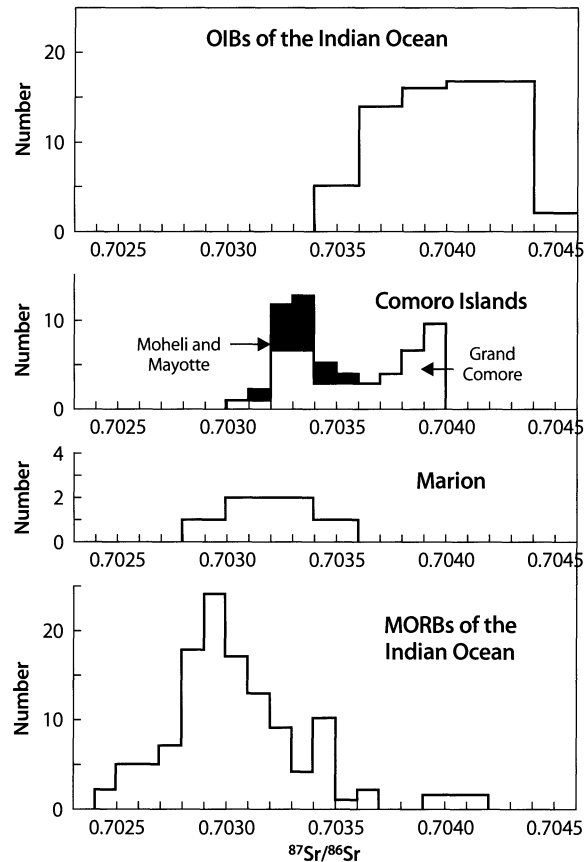 OIBs of the Indian Ocean
Number
20
10
0
0.7025 0.7030 0.7035 0.7040 0.7045
Comoro Islands
Number
10
0
Moheli and
Mayotte
Grand
Comore
0.7025 0.7030 0.7035 0.7040 0.7045
Marion
Number
4
2
0
0.7025 0.7030 0.7035 0.7040 0.7045
MORBs of the
Indian Ocean
Number
20
10
0
0.7025 0.7030 0.7035 0.7040 0.7045
⁸⁷Sr/⁸⁶Sr